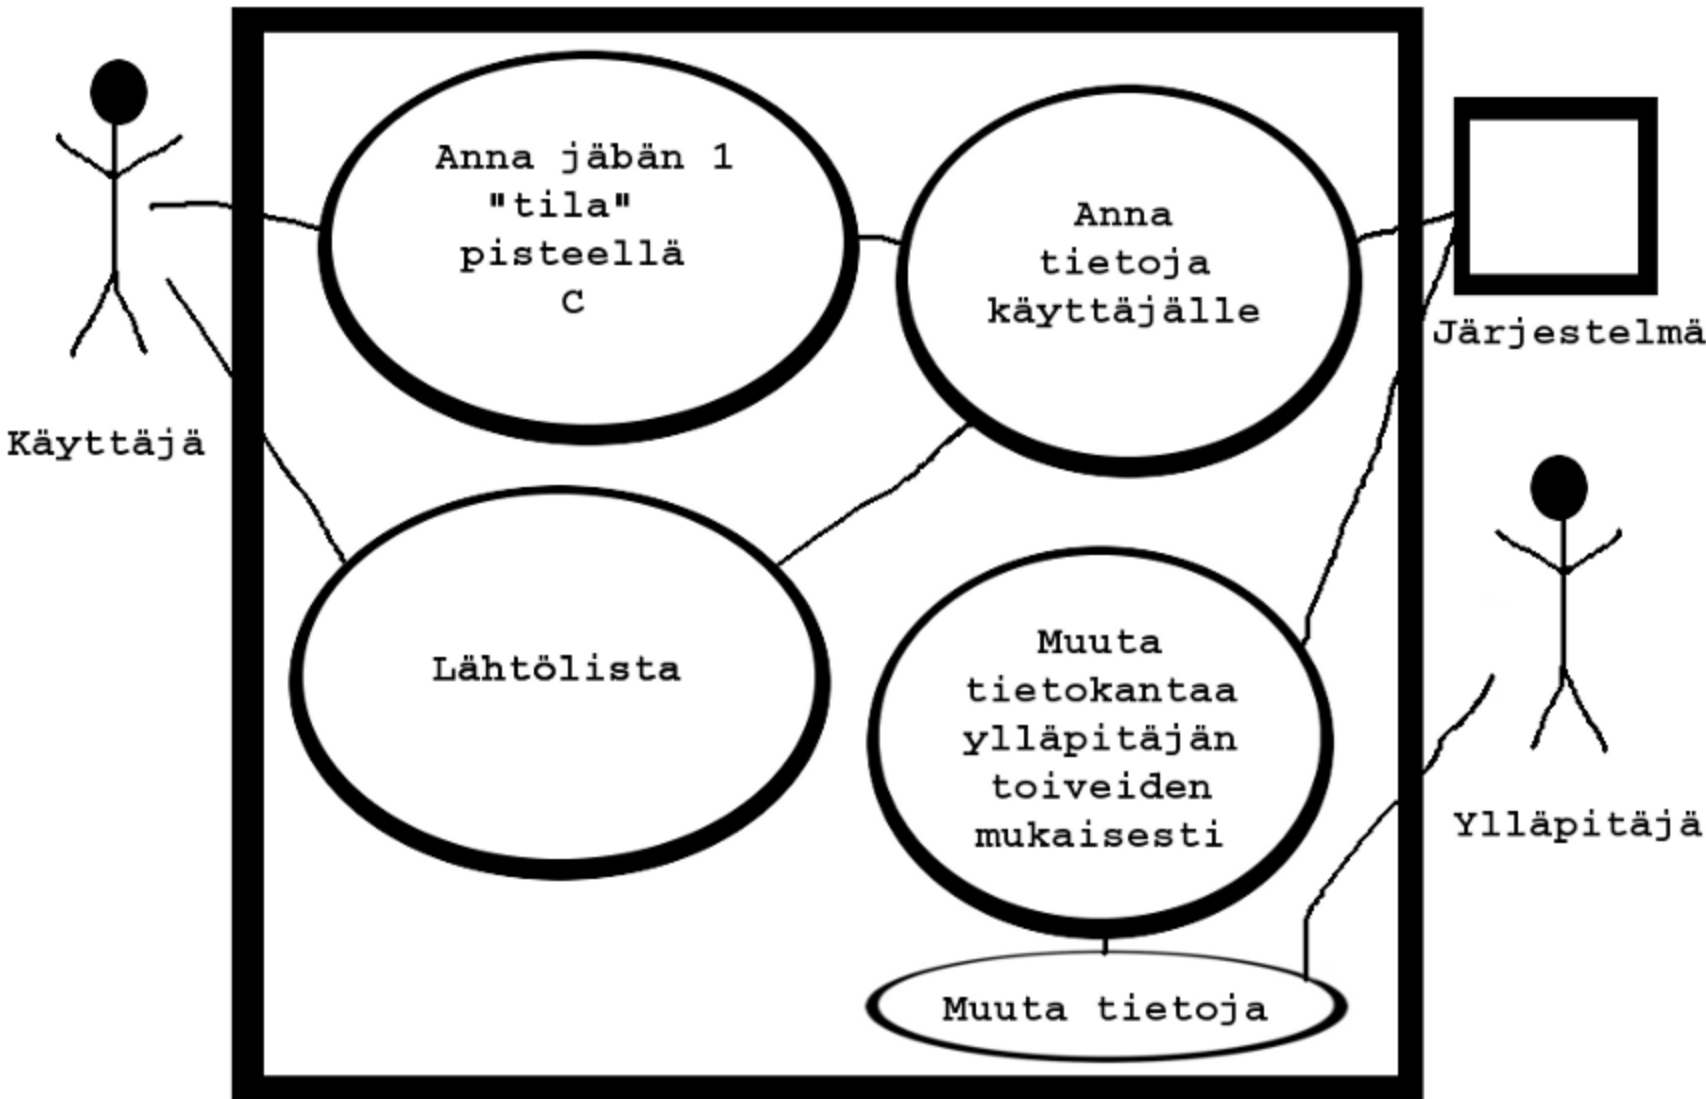 Anna jäbän 1
"tila"
pisteellä
C
Anna
tietoja
käyttäjälle
Järjestelmä
Käyttäjä
Lähtölista
Muuta
tietokantaa
ylläpitäjän
toiveiden
mukaisesti
Ylläpitäjä
Muuta tietoja